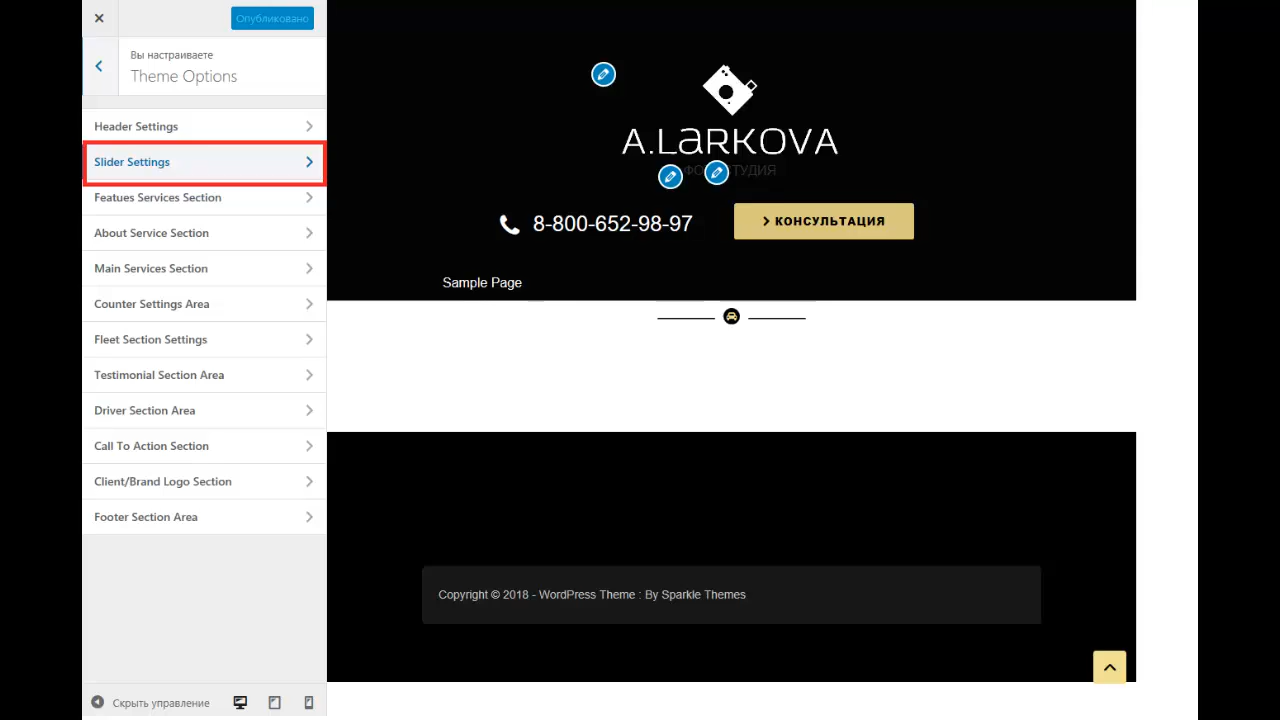 Опубликовано
Вы настраиваете
Theme Options
Header Settings
Slider Settings
Featues Services Section
About Service Section
Main Services Section
Counter Settings Area
Fleet Section Settings
Testimonial Section Area
Driver Section Area
Call To Action Section
Client/Brand Logo Section
Footer Section Area
Скрыть управление
A.LARKOVA
ФОТОСТУДИЯ
8-800-652-98-97
КОНСУЛЬТАЦИЯ
Sample Page
Copyright © 2018 - WordPress Theme : By Sparkle Themes